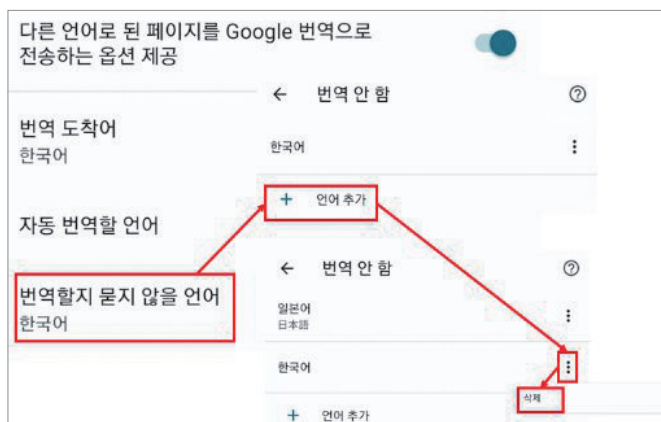 다른 언어로 된 페이지를 Google 번역으로
전송하는 옵션 제공
번역 도착어
한국어
자동 번역할 언어
번역할지 묻지 않을 언어
한국어
번역 안 함
한국어
+ 언어 추가
번역 안 함
일본어
日本語
한국어
삭제
+ 언어 추가